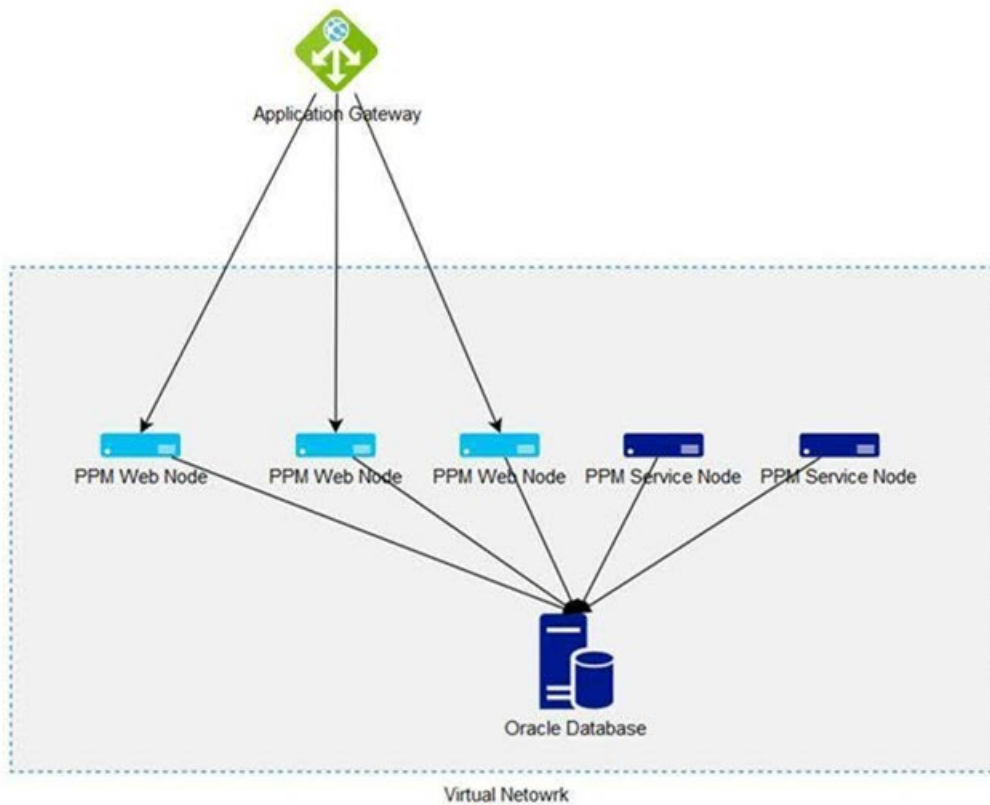 Application Gateway
PPM Web Node
PPM Web Node
PPM Web Node
PPM Service Node
PPM Service Node
Oracle Database
Virtual Netowrk